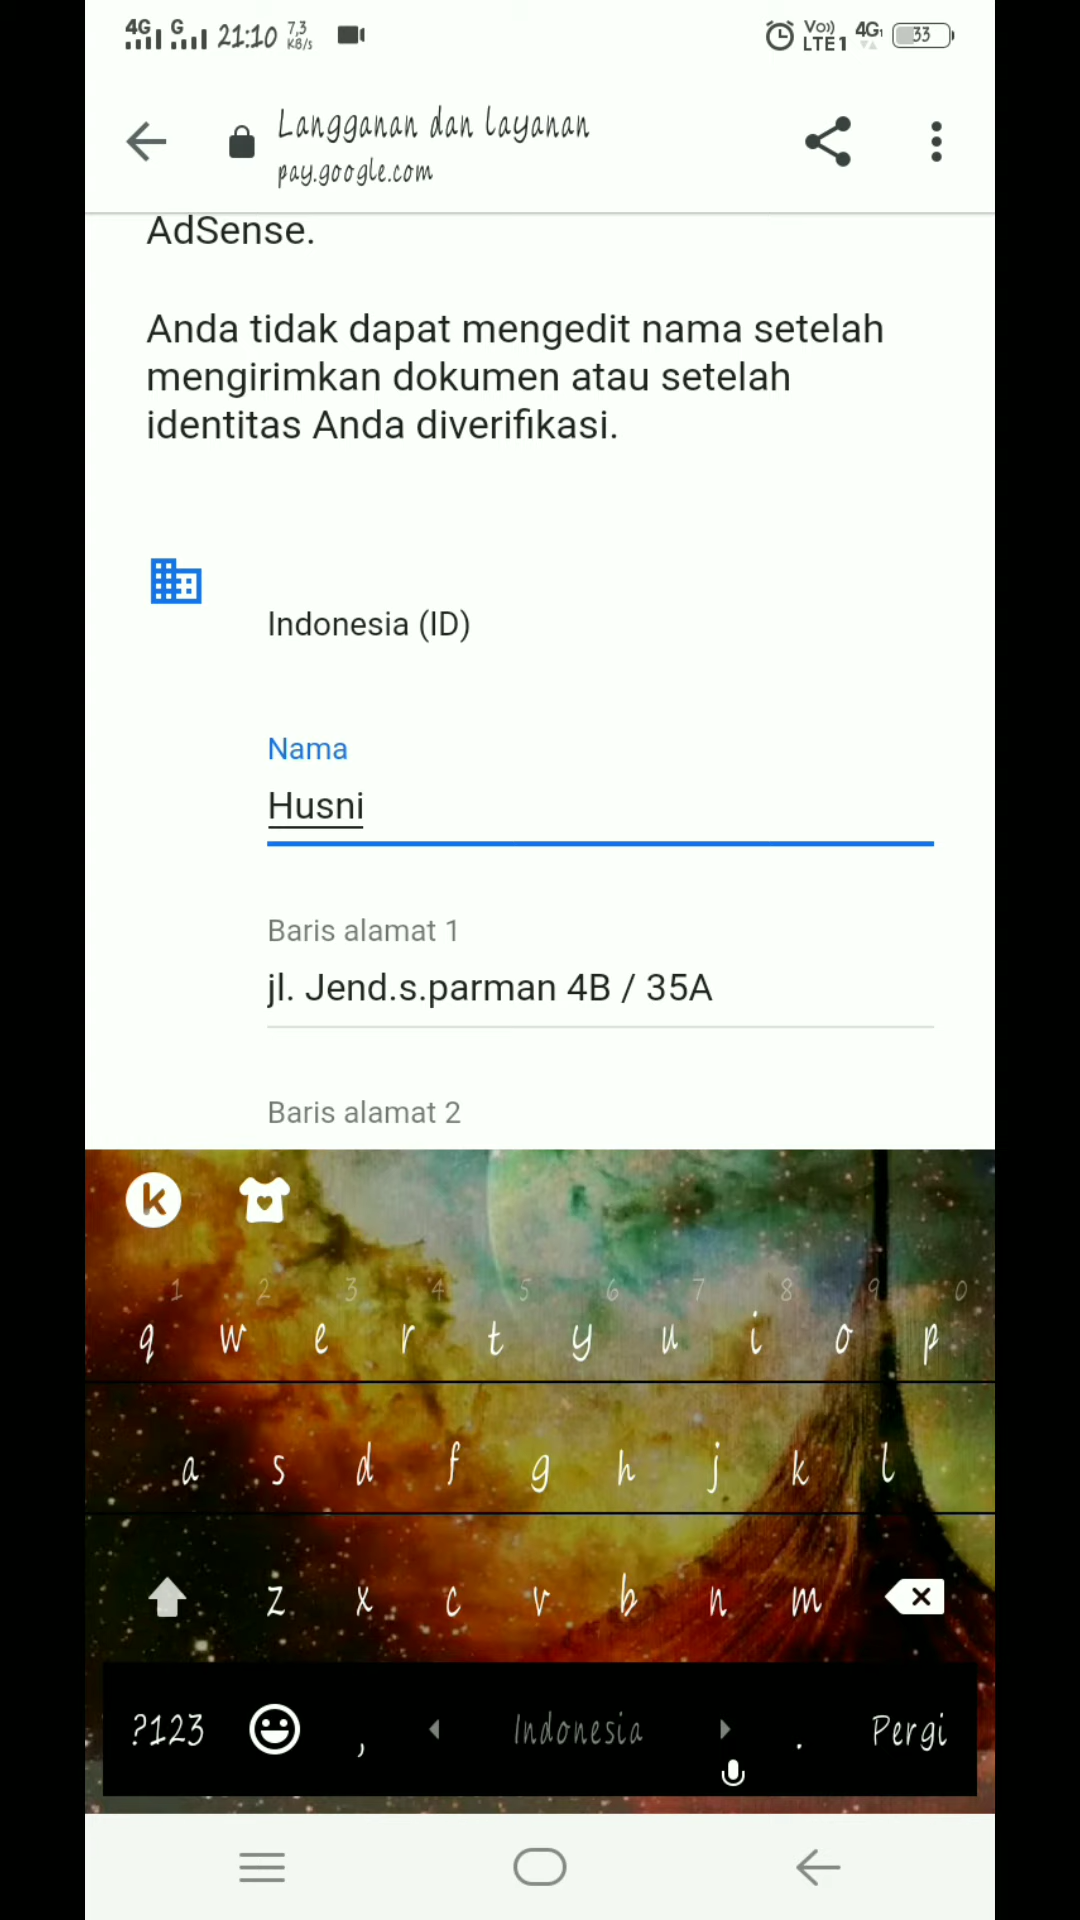 4G G 21:10 7,3 KB/s Vo)) LTE1 4G1 33
Langganan dan layanan
pay.google.com
AdSense.
Anda tidak dapat mengedit nama setelah
mengirimkan dokumen atau setelah
identitas Anda diverifikasi.
Indonesia (ID)
Nama
Husni
Baris alamat 1
jl. Jend.s.parman 4B / 35A
Baris alamat 2
k
1 2 3 4 5 6 7 8 9 0
q w e r t y u i o p
a s d f g h j k l
z x c v b n m
?123 , Indonesia . Pergi